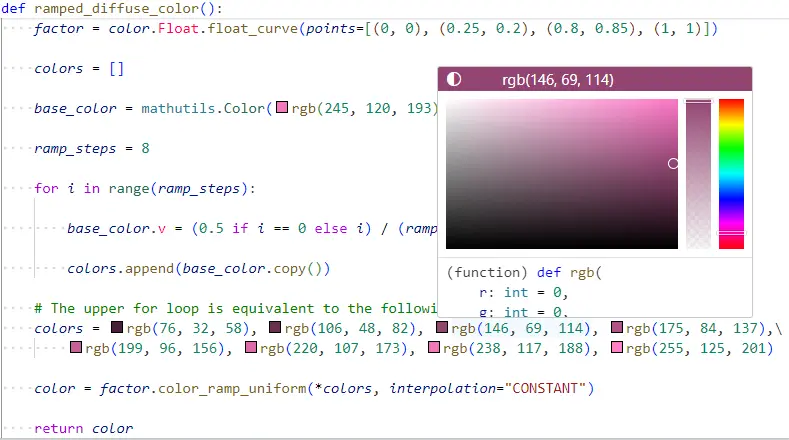 def ramped_diffuse_color():
factor = color.Float.float_curve(points=[(0, 0), (0.25, 0.2), (0.8, 0.85), (1, 1)])
colors = []
rgb(146, 69, 114)
base_color = mathutils.Color(rgb(245, 120, 193)
ramp_steps = 8
for i in range(ramp_steps):
base_color.v = (0.5 if i == 0 else i) / (ramp
colors.append(base_color.copy())
(function) def rgb(
r: int = 0,
g: int = 0,
# The upper for loop is equivalent to the followi
colors = rgb(76, 32, 58), rgb(106, 48, 82), rgb(146, 69, 114), rgb(175, 84, 137),\
rgb(199, 96, 156), rgb(220, 107, 173), rgb(238, 117, 188), rgb(255, 125, 201)
color = factor.color_ramp_uniform(*colors, interpolation="CONSTANT")
return color